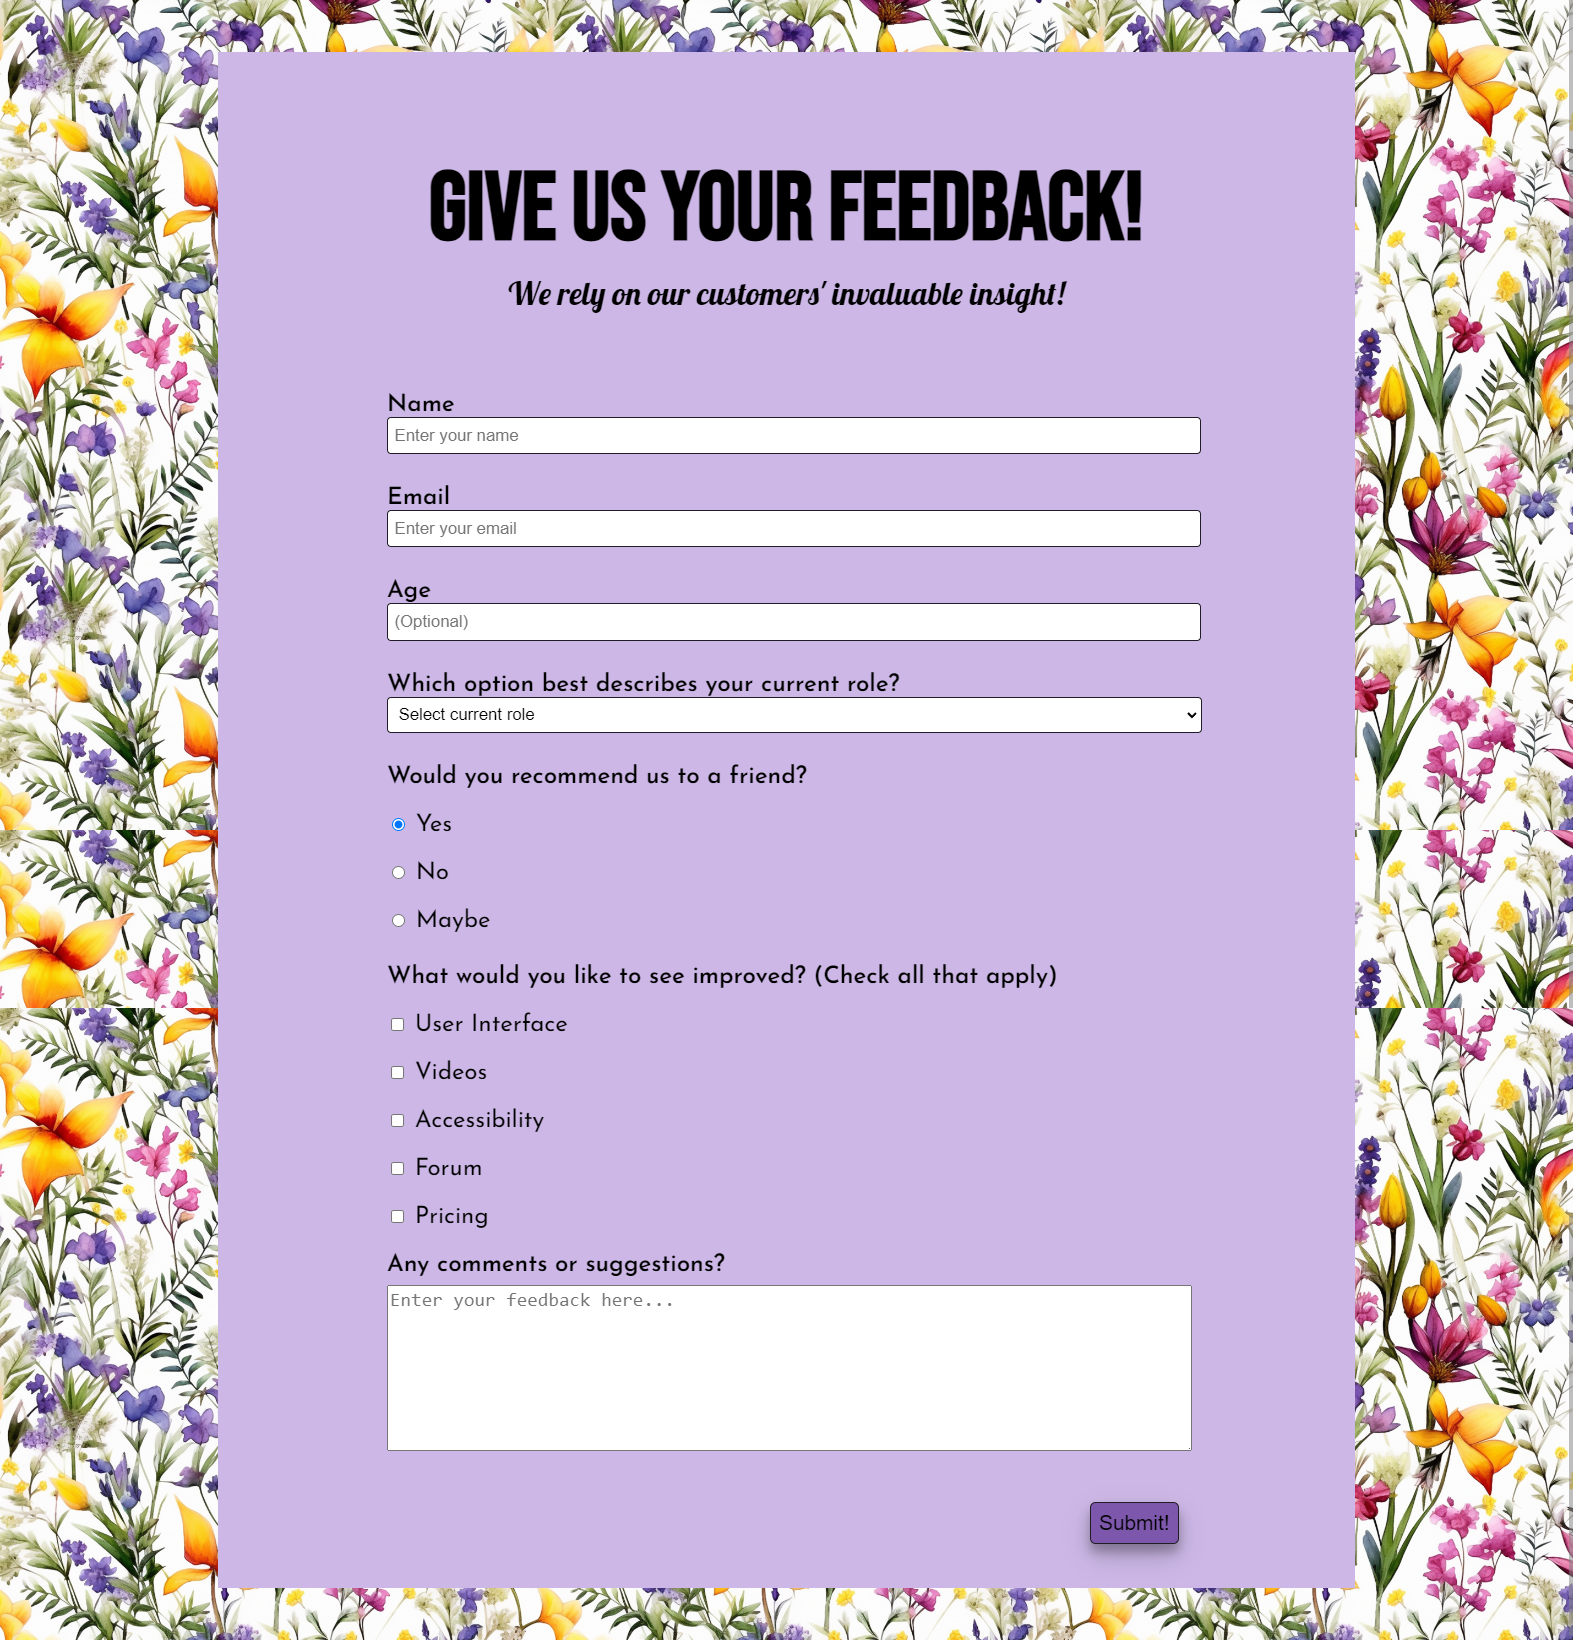 GIVE US YOUR FEEDBACK!
We rely on our customers' invaluable insight!
Name
Enter your name
Email
Enter your email
Age
(Optional)
Which option best describes your current role?
Select current role
Would you recommend us to a friend?
Yes
No
Maybe
What would you like to see improved? (Check all that apply)
User Interface
Videos
Accessibility
Forum
Pricing
Any comments or suggestions?
Enter your feedback here...
Submit!